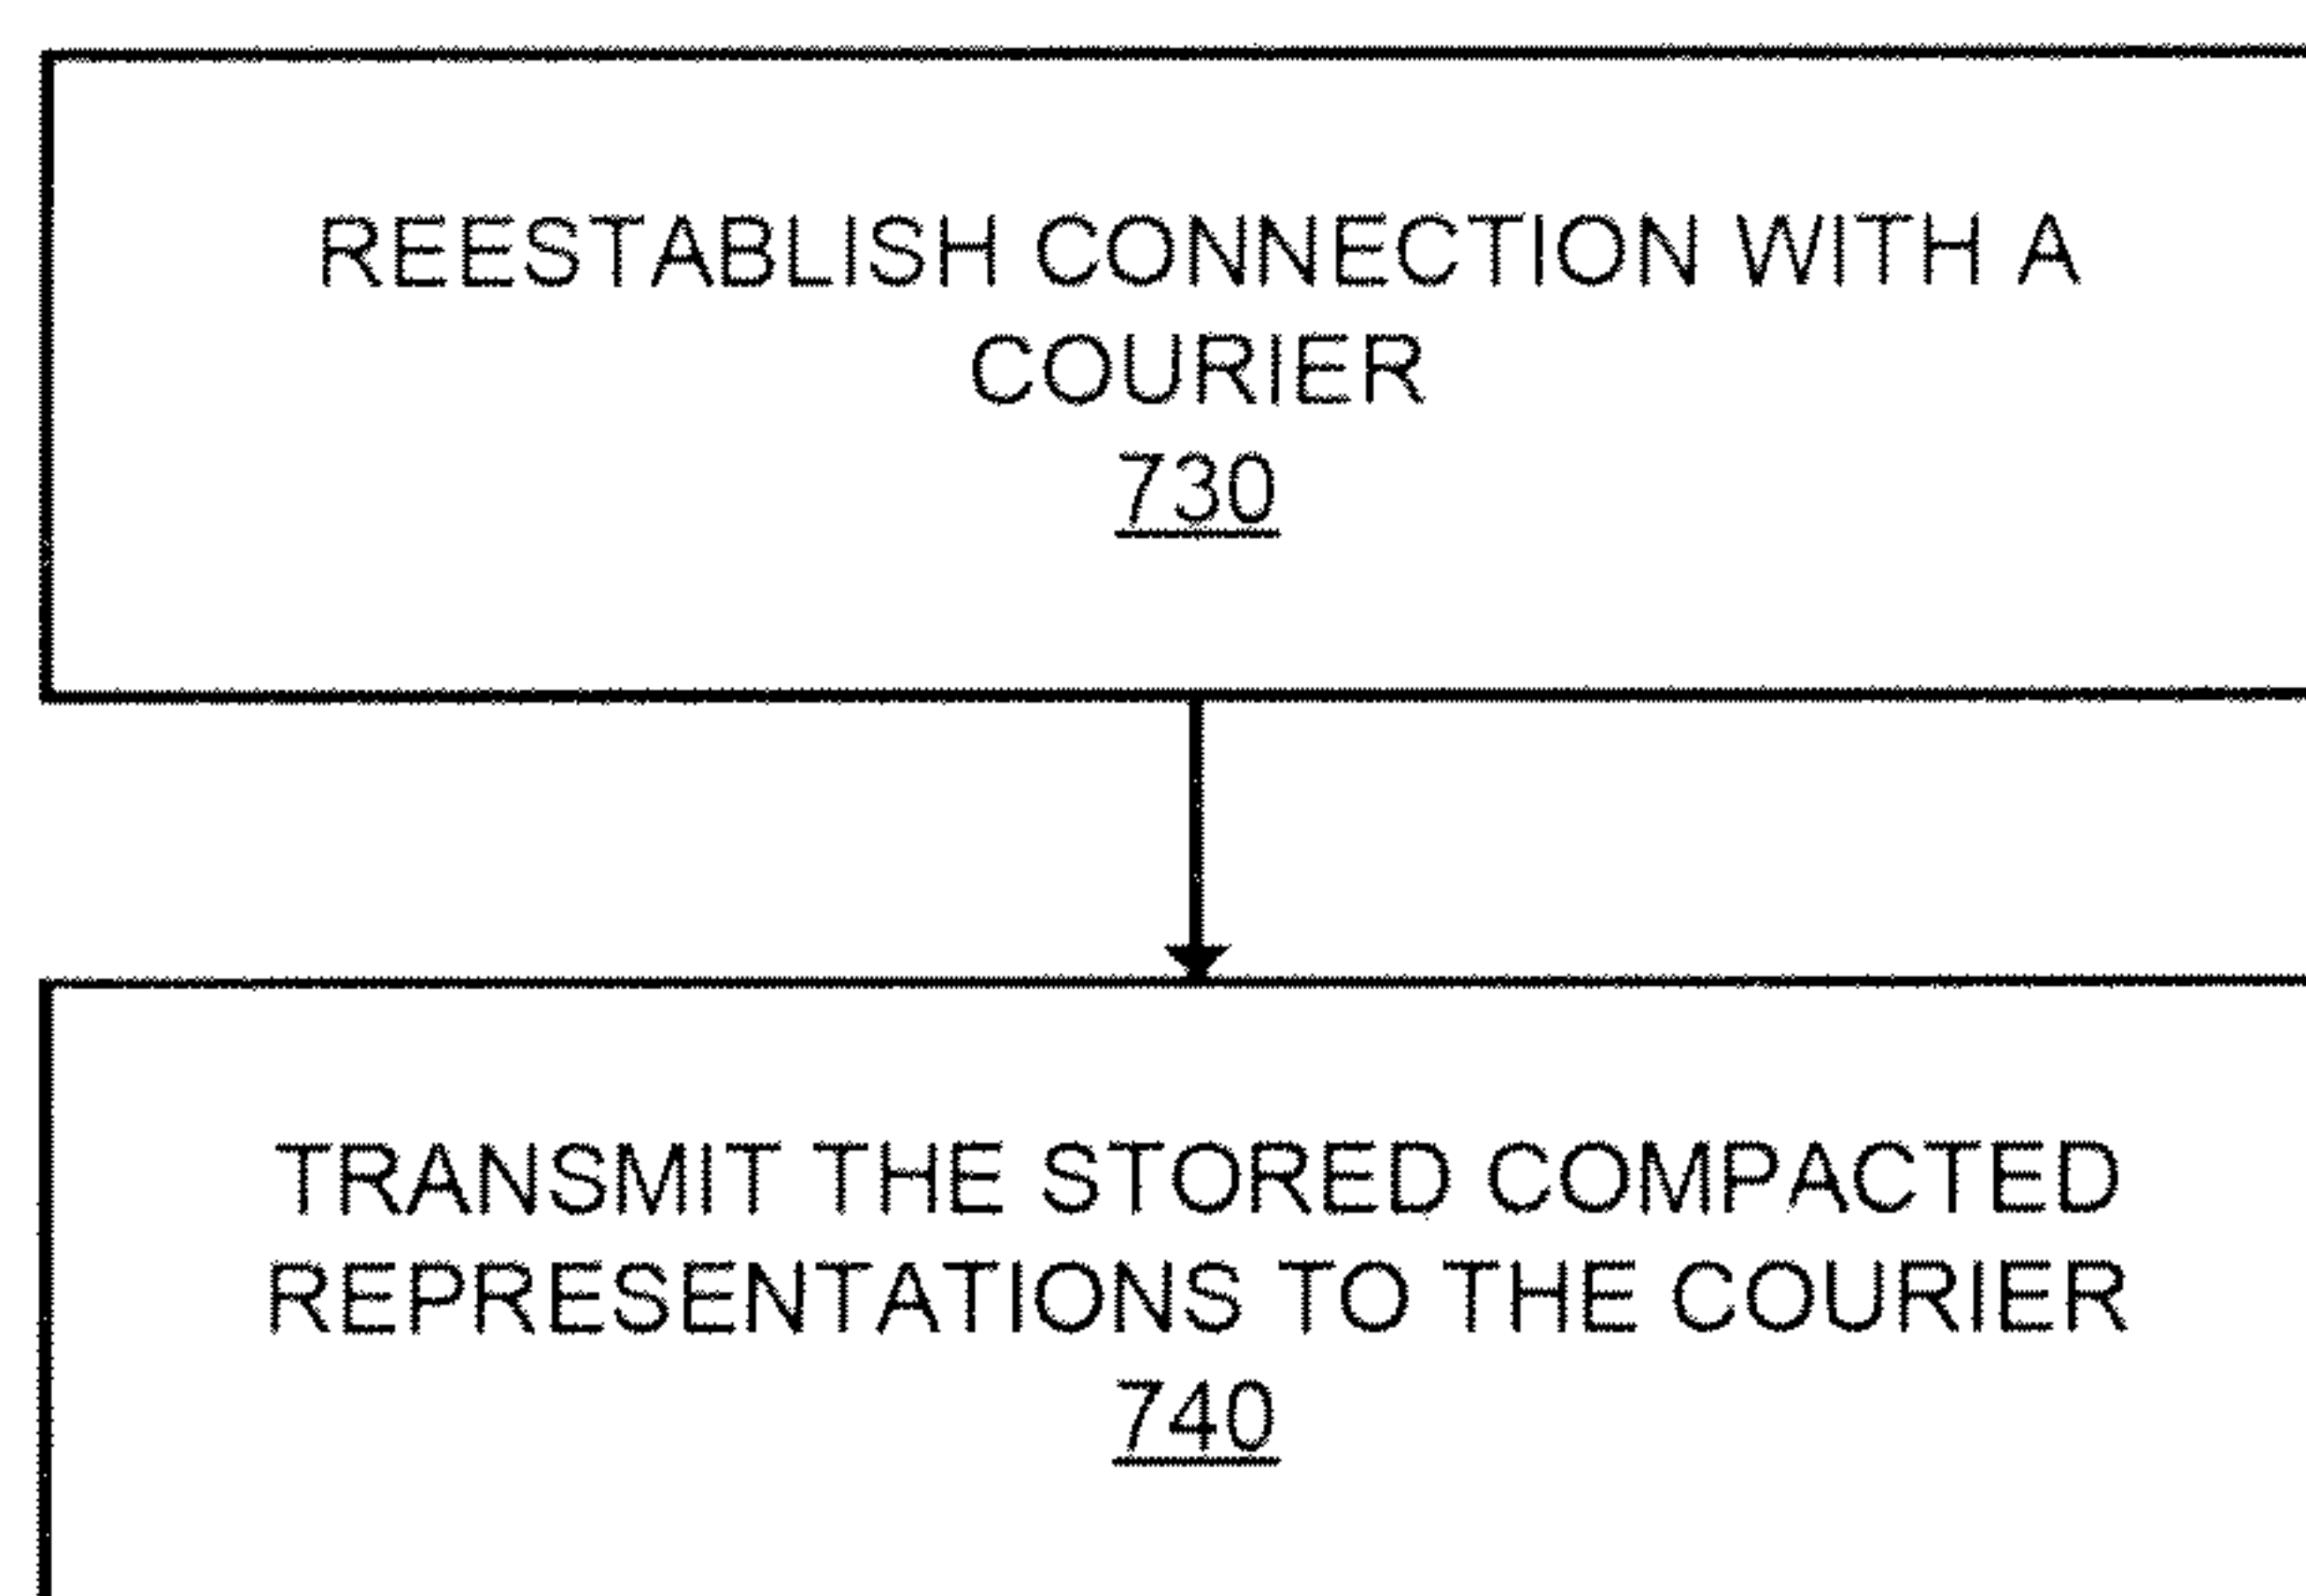 REESTABLISH CONNECTION WITH A
COURIER
730
TRANSMIT THE STORED COMPACTED
REPRESENTATIONS TO THE COURIER
740